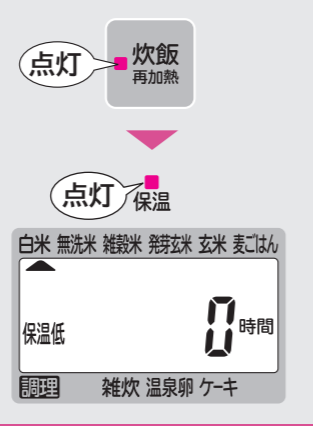 点灯
炊飯
再加熱
点灯
保温
白米 無洗米 雑穀米 発芽玄米 玄米 麦ごはん
保温低 0時間
調理 雑炊 温泉卵 ケーキ